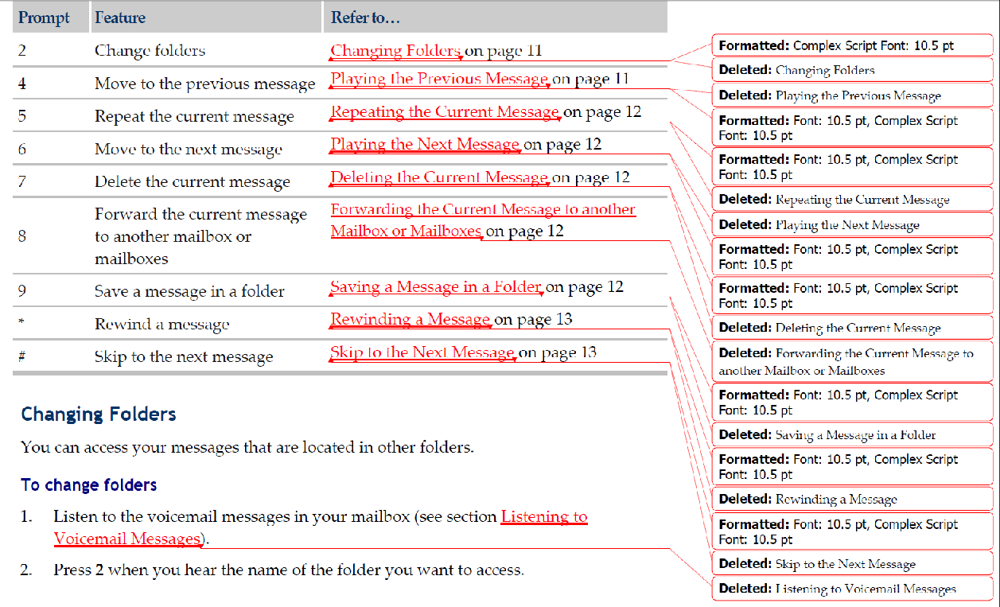 Prompt Feature Refer to…
2 Change folders Changing Folders on page 11
4 Move to the previous message Playing the Previous Message on page 11
5 Repeat the current message Repeating the Current Message on page 12
6 Move to the next message Playing the Next Message on page 12
7 Delete the current message Deleting the Current Message on page 12
8 Forward the current message
to another mailbox or
mailboxes
Forwarding the Current Message to another
Mailbox or Mailboxes on page 12
9 Save a message in a folder Saving a Message in a Folder on page 12
* Rewind a message Rewinding a Message on page 13
# Skip to the next message Skip to the Next Message on page 13
Changing Folders
You can access your messages that are located in other folders.
To change folders
1. Listen to the voicemail messages in your mailbox (see section Listening to
Voicemail Messages).
2. Press 2 when you hear the name of the folder you want to access.
Formatted: Complex Script Font: 10.5 pt
Deleted: Changing Folders
Deleted: Playing the Previous Message
Formatted: Font: 10.5 pt, Complex Script
Font: 10.5 pt
Formatted: Font: 10.5 pt, Complex Script
Font: 10.5 pt
Deleted: Repeating the Current Message
Deleted: Playing the Next Message
Formatted: Font: 10.5 pt, Complex Script
Font: 10.5 pt
Formatted: Font: 10.5 pt, Complex Script
Font: 10.5 pt
Deleted: Deleting the Current Message
Deleted: Forwarding the Current Message to
another Mailbox or Mailboxes
Formatted: Font: 10.5 pt, Complex Script
Font: 10.5 pt
Deleted: Saving a Message in a Folder
Formatted: Font: 10.5 pt, Complex Script
Font: 10.5 pt
Deleted: Rewinding a Message
Formatted: Font: 10.5 pt, Complex Script
Font: 10.5 pt
Deleted: Skip to the Next Message
Deleted: Listening to Voicemail Messages